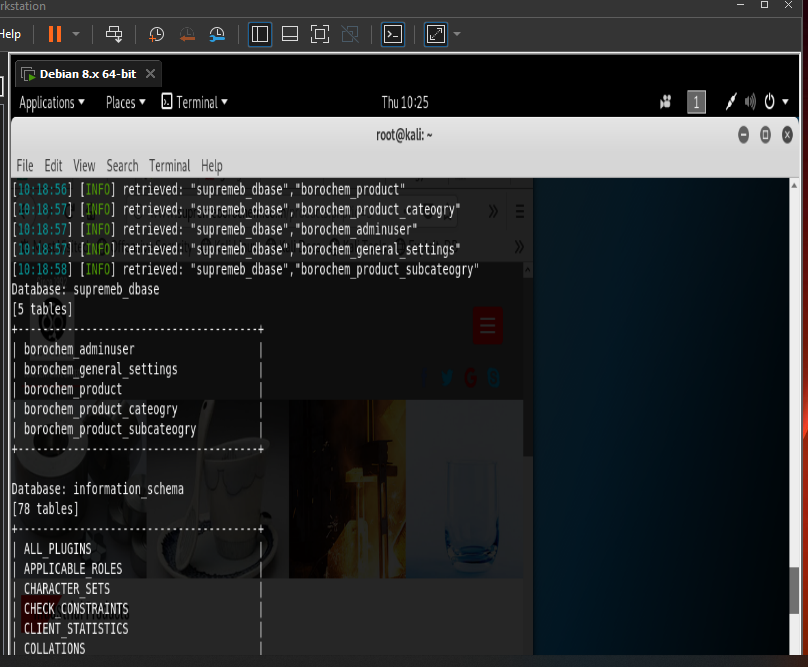 rkstation
Help
Debian 8.x 64-bit
Applications Places Terminal Thu 10:25 1
root@kali: ~
File Edit View Search Terminal Help
[10:18:56] [INFO] retrieved: "supremeb_dbase","borochem_product"
[10:18:57] [INFO] retrieved: "supremeb_dbase","borochem_product_cateogry"
[10:18:57] [INFO] retrieved: "supremeb_dbase","borochem_adminuser"
[10:18:57] [INFO] retrieved: "supremeb_dbase","borochem_general_settings"
[10:18:58] [INFO] retrieved: "supremeb_dbase","borochem_product_subcateogry"
Database: supremeb_dbase
[5 tables]
+-----------------------------------+
| borochem_adminuser |
| borochem_general_settings |
| borochem_product |
| borochem_product_cateogry |
| borochem_product_subcateogry |
+-----------------------------------+
Database: information_schema
[78 tables]
+-----------------------------------+
| ALL_PLUGINS |
| APPLICABLE_ROLES |
| CHARACTER_SETS |
| CHECK_CONSTRAINTS |
| CLIENT_STATISTICS |
| COLLATIONS |